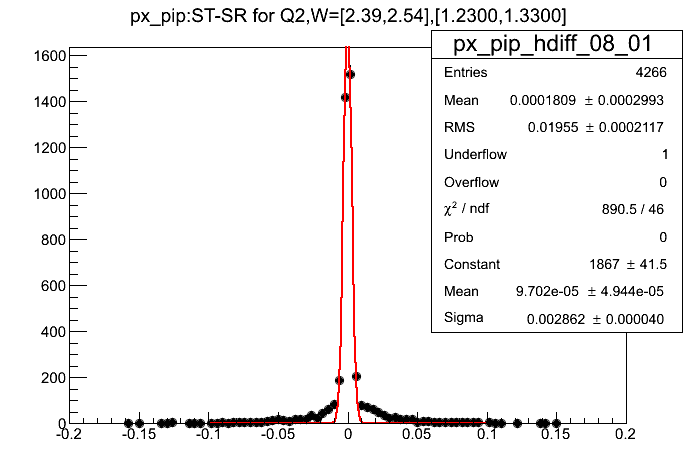 px_pip:ST-SR for Q2,W=[2.39,2.54],[1.2300,1.3300]
px_pip_hdiff_08_01
Entries 4266
Mean 0.0001809 ± 0.0002993
RMS 0.01955 ± 0.0002117
Underflow 1
Overflow 0
χ² / ndf 890.5 / 46
Prob 0
Constant 1867 ± 41.5
Mean 9.702e-05 ± 4.944e-05
Sigma 0.002862 ± 0.000040
1600
1400
1200
1000
800
600
400
200
0
-0.2 -0.15 -0.1 -0.05 0 0.05 0.1 0.15 0.2